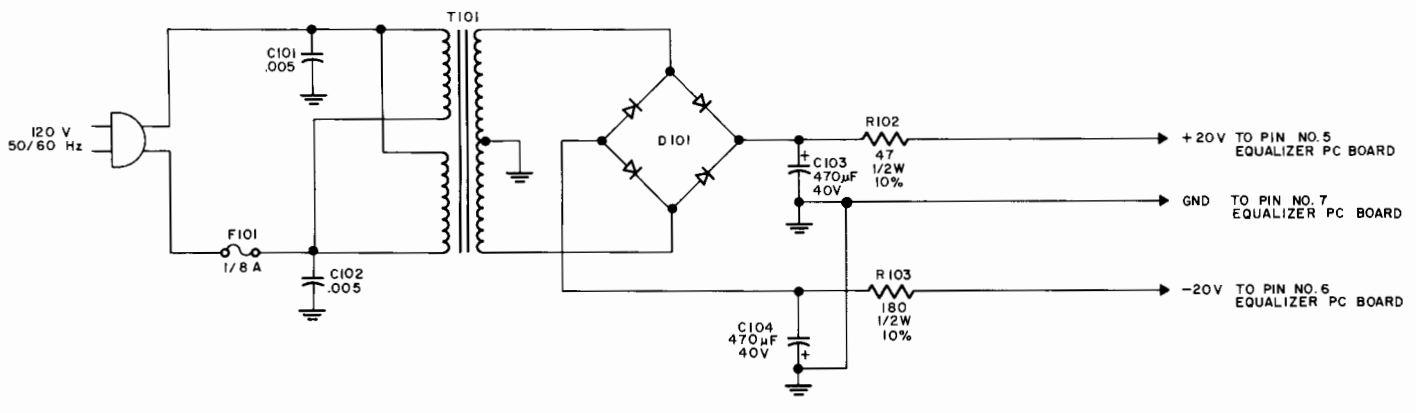 T101
C101
.005
120 V
50/60 Hz
F101
1/8 A
C102
.005
D101
C103
470µF
40V
R102
47
1/2W
10%
+20V TO PIN NO.5
EQUALIZER PC BOARD
GND TO PIN NO.7
EQUALIZER PC BOARD
R103
180
1/2W
10%
C104
470µF
40V
-20V TO PIN NO.6
EQUALIZER PC BOARD
+
+